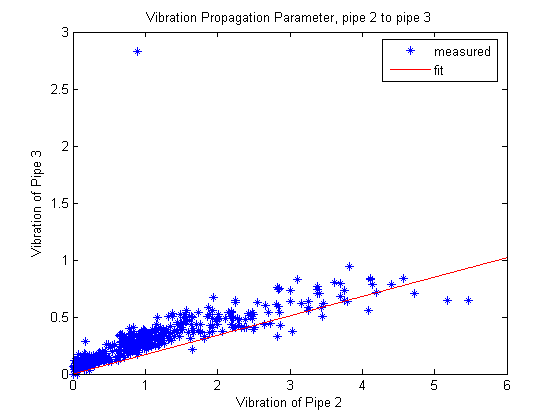 Vibration Propagation Parameter, pipe 2 to pipe 3
measured
fit
3
2.5
2
1.5
1
0.5
0
Vibration of Pipe 3
0 1 2 3 4 5 6
Vibration of Pipe 2